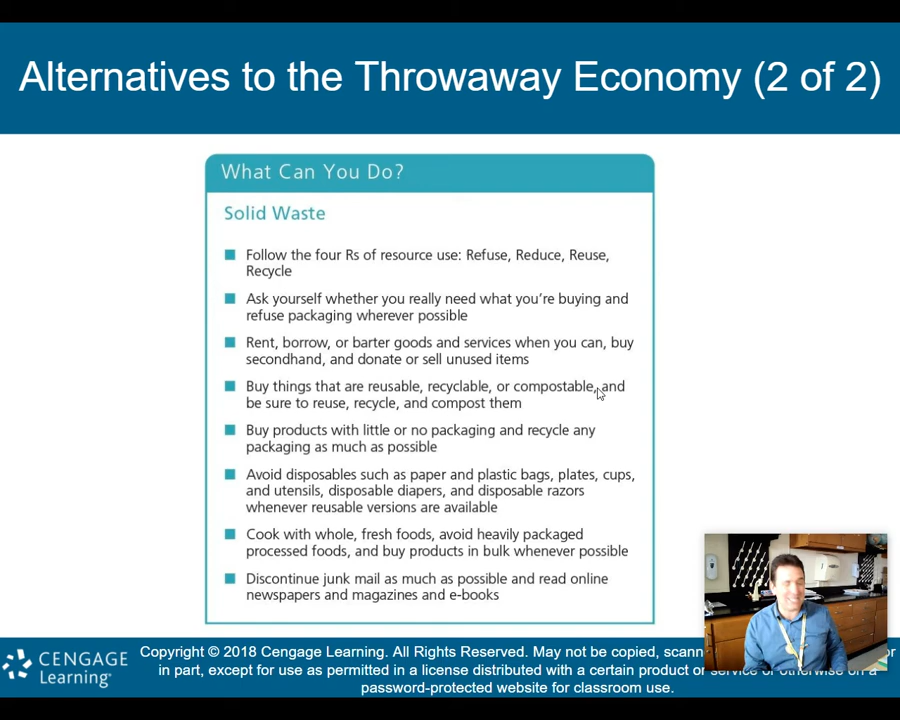 Alternatives to the Throwaway Economy (2 of 2)
What Can You Do?
Solid Waste
Follow the four Rs of resource use: Refuse, Reduce, Reuse,
Recycle
Ask yourself whether you really need what you’re buying and
refuse packaging wherever possible
Rent, borrow, or barter goods and services when you can, buy
secondhand, and donate or sell unused items
Buy things that are reusable, recyclable, or compostable, and
be sure to reuse, recycle, and compost them
Buy products with little or no packaging and recycle any
packaging as much as possible
Avoid disposables such as paper and plastic bags, plates, cups,
and utensils, disposable diapers, and disposable razors
whenever reusable versions are available
Cook with whole, fresh foods, avoid heavily packaged
processed foods, and buy products in bulk whenever possible
Discontinue junk mail as much as possible and read online
newspapers and magazines and e-books
CENGAGE
Learning™
Copyright © 2018 Cengage Learning. All Rights Reserved. May not be copied, scann or
in part, except for use as permitted in a license distributed with a certain product or service or otherwise on a
password-protected website for classroom use.